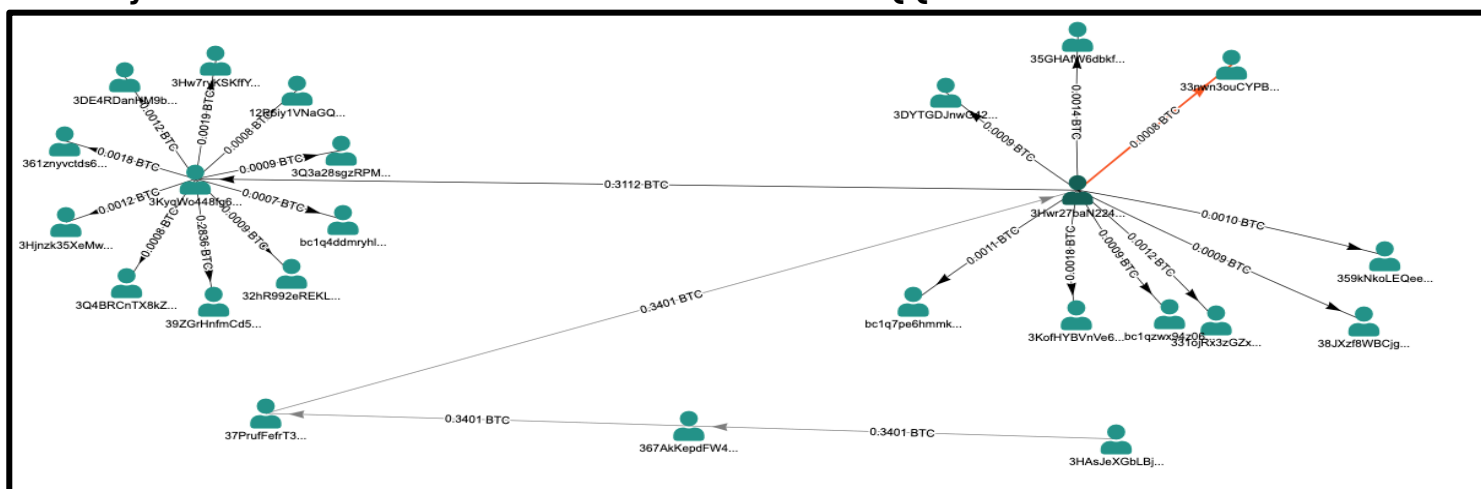 3DE4RDanHM9b...
0.0012 BTC
3Hw7ryKSKffY...
0.0019 BTC
12R6iy1VNaGQ...
0.0008 BTC
361znyvctds6...
0.0018 BTC
0.0009 BTC
3Q3a28sgzRPM...
3KyqWo448fg6...
0.0012 BTC
3Hjnzk35XeMw...
0.0007 BTC
bc1q4ddmryhl...
0.0008 BTC
3Q4BRCnTX8kZ...
0.2836 BTC
39ZGrHnfmCd5...
0.0009 BTC
32hR992eREKL...
0.3112 BTC
35GHAfW6dbkf...
0.0014 BTC
33nwn3ouCYPB...
0.0008 BTC
0.0009 BTC
3Hwr27baN224...
0.0010 BTC
359kNkoLEQee...
0.0009 BTC
38JXzf8WBCjg...
0.0011 BTC
bc1q7pe6hmmk...
0.0018 BTC
3KofHYBVnVe6...
0.0009 BTC
0.0012 BTC
331ojRx3zGZx...
0.3401 BTC
37PrufFefrT3...
0.3401 BTC
367AkKepdFW4...
0.3401 BTC
3HAsJeXGbLBj...